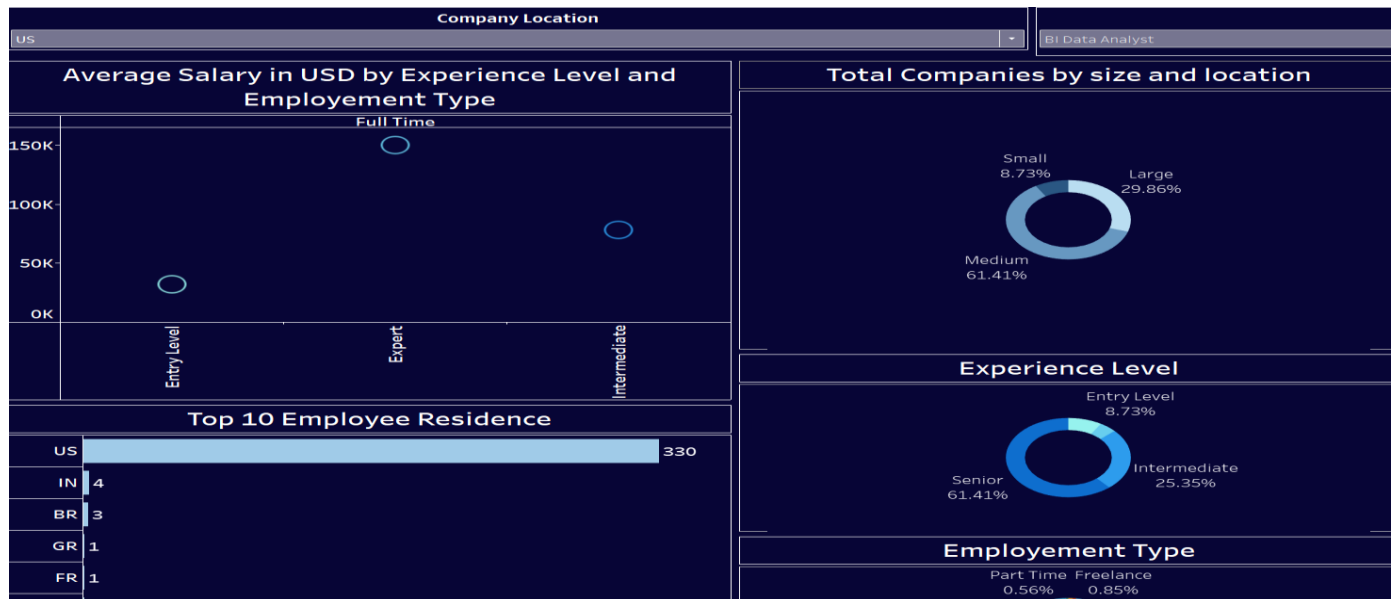 Company Location
US
BI Data Analyst
Average Salary in USD by Experience Level and
Employement Type
Full Time
150K
100K
50K
0K
Entry Level
Expert
Intermediate
Top 10 Employee Residence
US
330
IN
4
BR
3
GR
1
FR
1
Total Companies by size and location
Small
8.73%
Large
29.86%
Medium
61.41%
Experience Level
Entry Level
8.73%
Intermediate
25.35%
Senior
61.41%
Employement Type
Part Time
0.56%
Freelance
0.85%